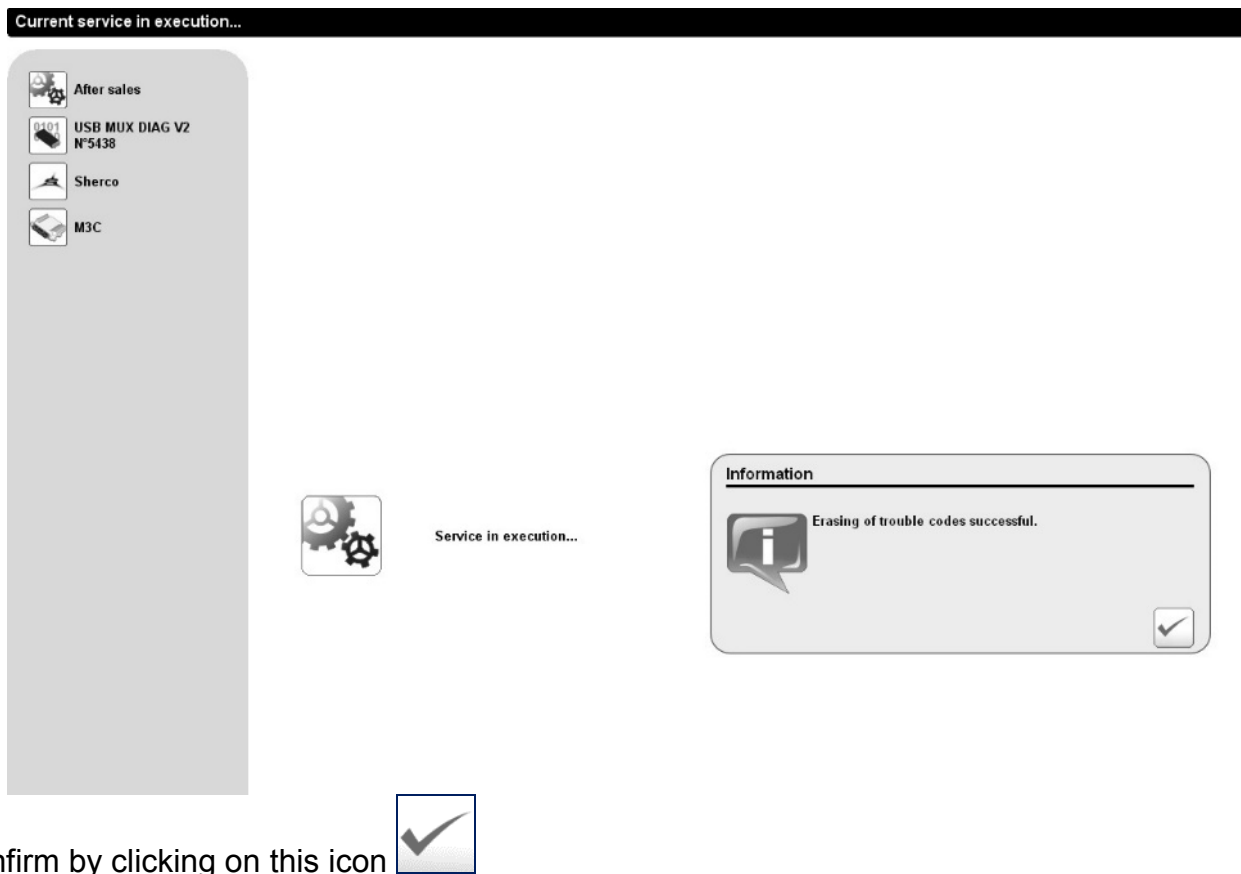 Current service in execution...
After sales
USB MUX DIAG V2
N°5438
Sherco
M3C
Information
Erasing of trouble codes successful.
Service in execution...
nfirm by clicking on this icon